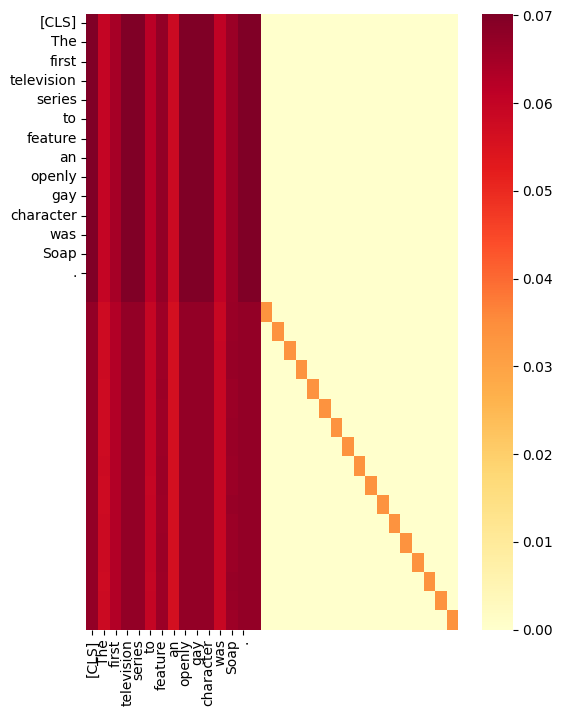 [CLS]
The
first
television
series
to
feature
an
openly
gay
character
was
Soap
.
0.07
0.06
0.05
0.04
0.03
0.02
0.01
0.00
[CLS]
The
first
television
series
to
feature
an
openly
gay
character
was
Soap
.